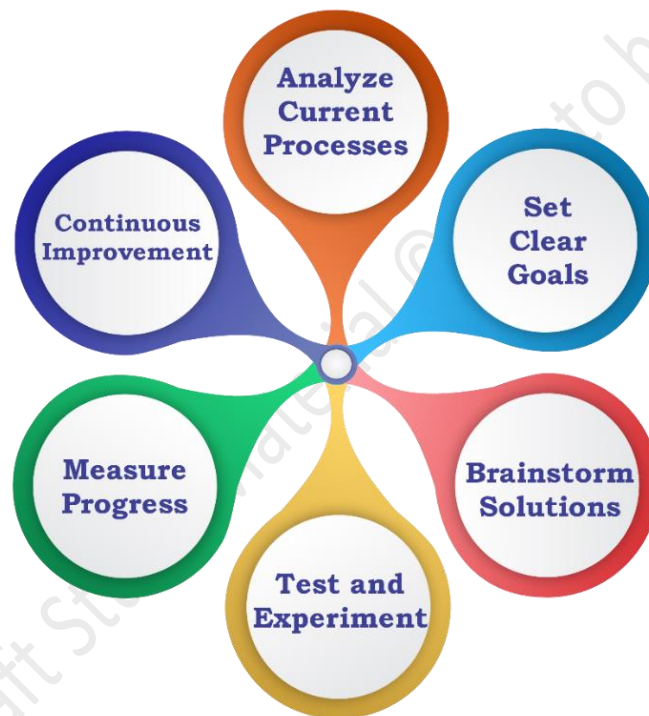 Analyze
Current
Processes
Set
Clear
Goals
Brainstorm
Solutions
Test and
Experiment
Measure
Progress
Continuous
Improvement